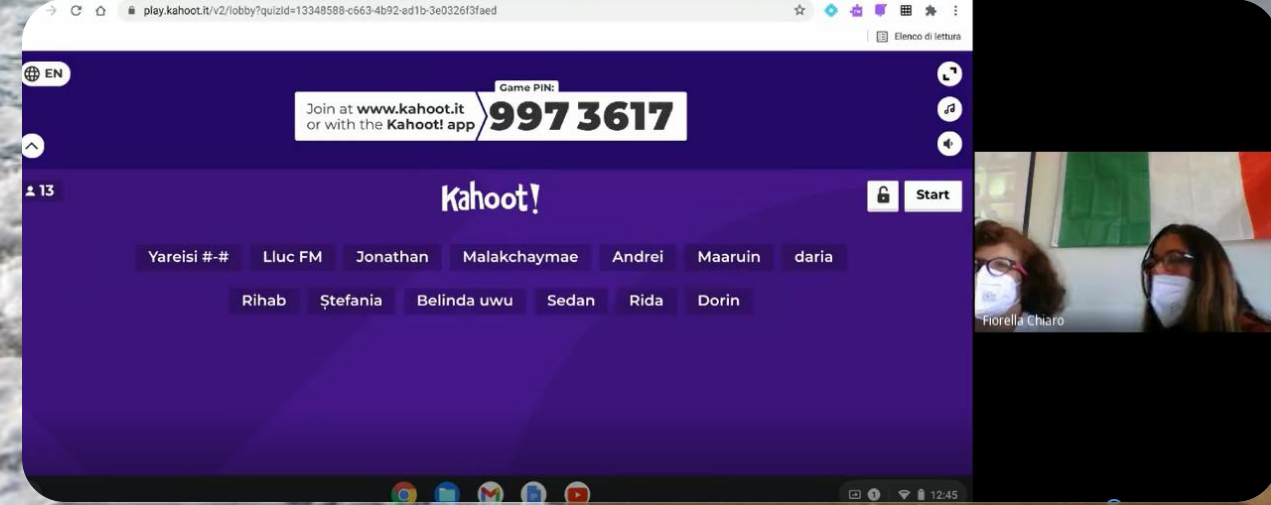 play.kahoot.it/v2/lobby?quizId=13348588-c663-4b92-ad1b-3e0326f3faed
Elenco di lettura
EN
Game PIN:
Join at www.kahoot.it
or with the Kahoot! app
997 3617
13
Kahoot!
Start
Yareisi #-# Lluc FM Jonathan Malakchaymae Andrei Maaruin daria
Rihab Ștefania Belinda uwu Sedan Rida Dorin
Fiorella Chiaro
1 12:45